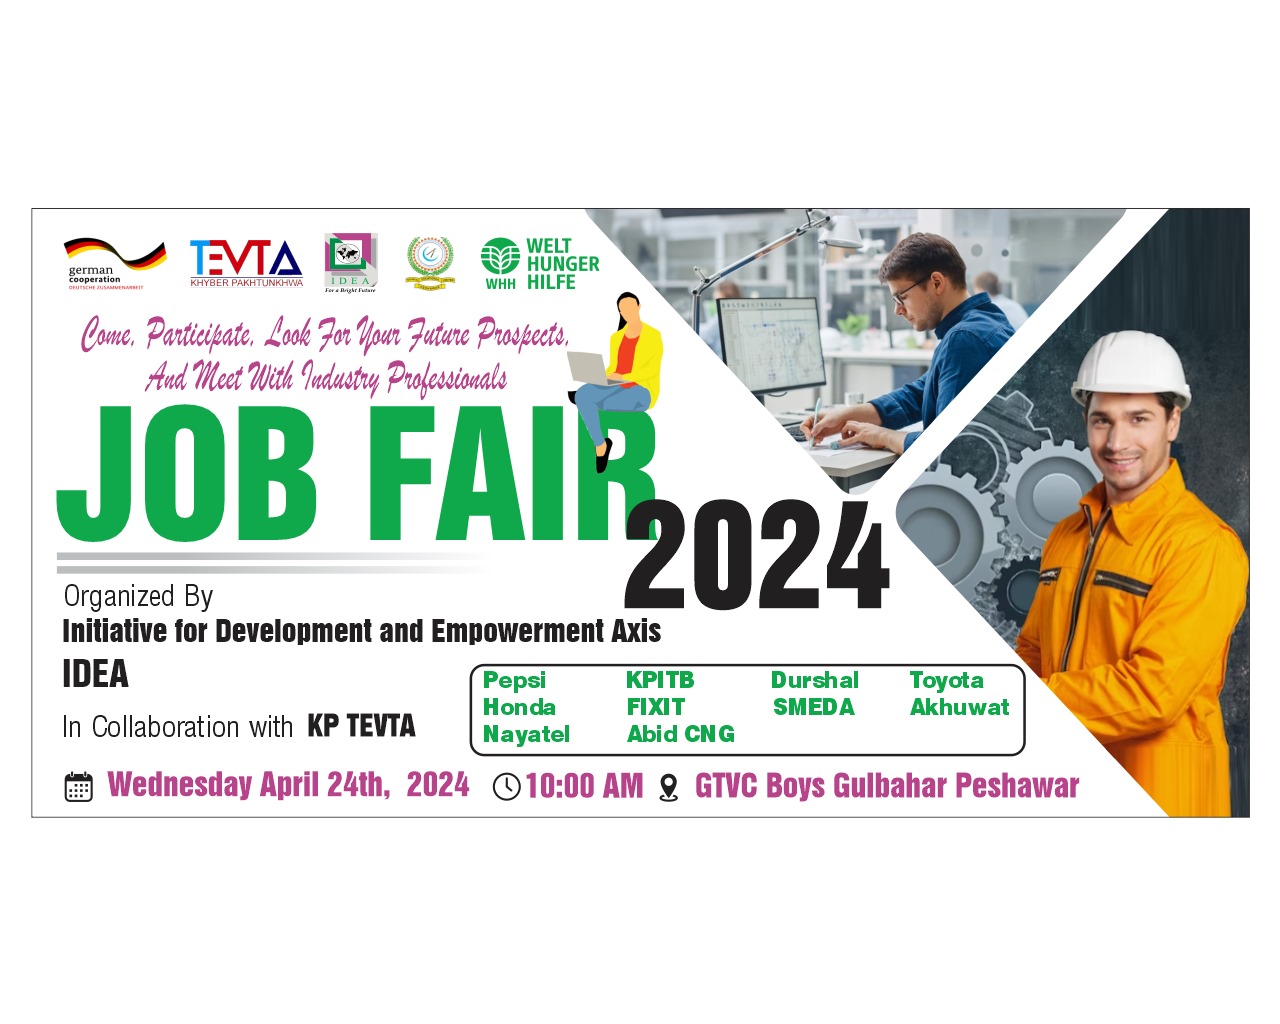 german
cooperation
DEUTSCHE ZUSAMMENARBEIT
TEVTA
KHYBER PAKHTUNKHWA
IDEA
For a Bright Future
WHH
WELT
HUNGER
HILFE
Come, Participate, Look For Your Future Prospects,
And Meet With Industry Professionals
JOB FAIR
2024
Organized By
Initiative for Development and Empowerment Axis
IDEA
In Collaboration with KP TEVTA
Pepsi KPITB Durshal Toyota
Honda FIXIT SMEDA Akhuwat
Nayatel Abid CNG
Wednesday April 24th, 2024 10:00 AM GTVC Boys Gulbahar Peshawar